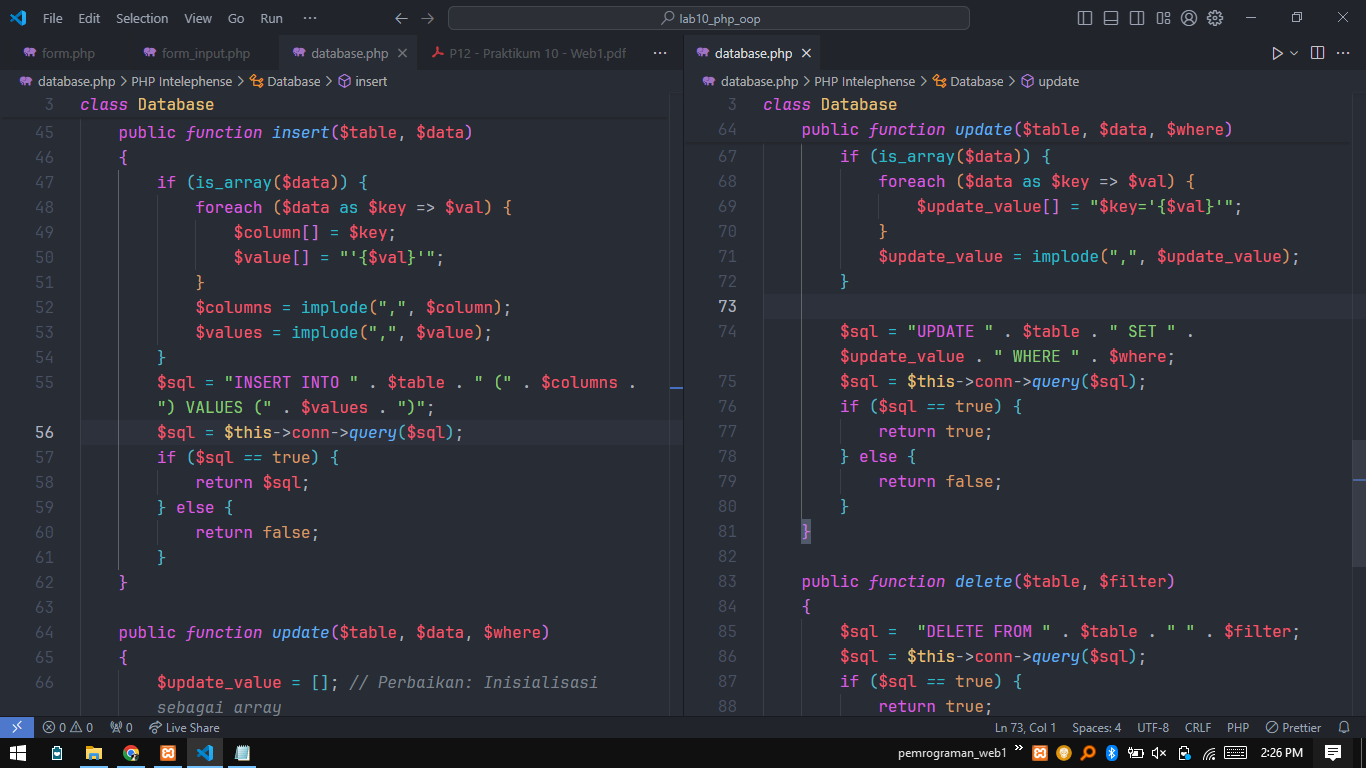 File Edit Selection View Go Run ··· lab10_php_oop
form.php form_input.php database.php P12 - Praktikum 10 - Web1.pdf ···
database.php > PHP Intelephense > Database > insert
3 class Database
45 public function insert($table, $data)
46 {
47 if (is_array($data)) {
48 foreach ($data as $key => $val) {
49 $column[] = $key;
50 $value[] = "'{$val}'";
51 }
52 $columns = implode(",", $column);
53 $values = implode(",", $value);
54 }
55 $sql = "INSERT INTO " . $table . " (" . $columns .
") VALUES (" . $values . ")";
56 $sql = $this->conn->query($sql);
57 if ($sql == true) {
58 return $sql;
59 } else {
60 return false;
61 }
62 }
63
64 public function update($table, $data, $where)
65 {
66 $update_value = []; // Perbaikan: Inisialisasi
sebagai array
database.php
database.php > PHP Intelephense > Database > update
3 class Database
64 public function update($table, $data, $where)
67 if (is_array($data)) {
68 foreach ($data as $key => $val) {
69 $update_value[] = "$key='{$val}'";
70 }
71 $update_value = implode(",", $update_value);
72 }
73
74 $sql = "UPDATE " . $table . " SET " .
$update_value . " WHERE " . $where;
75 $sql = $this->conn->query($sql);
76 if ($sql == true) {
77 return true;
78 } else {
79 return false;
80 }
81 }
82
83 public function delete($table, $filter)
84 {
85 $sql =  "DELETE FROM " . $table . " " . $filter;
86 $sql = $this->conn->query($sql);
87 if ($sql == true) {
88 return true;
0 0 0 Live Share Ln 73, Col 1 Spaces: 4 UTF-8 CRLF PHP Prettier
pemrograman_web1 2:26 PM